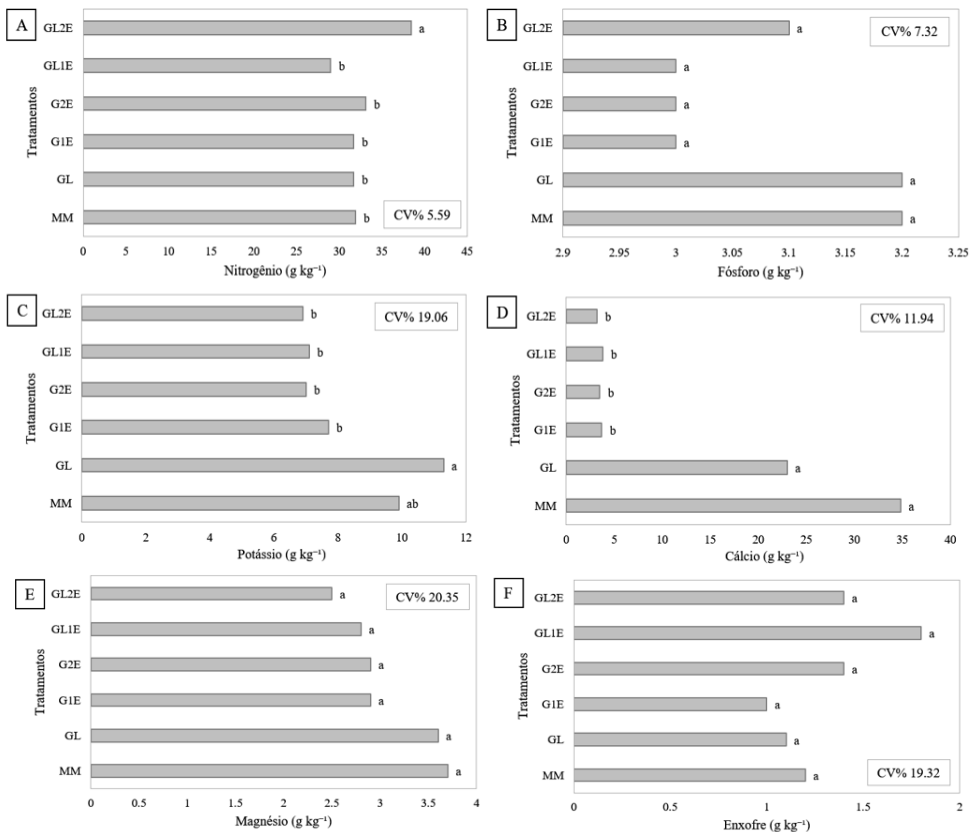 A
GL2E
a
GL1E
b
G2E
b
G1E
b
GL
b
MM
b
Tratamentos
CV% 5.59
0 5 10 15 20 25 30 35 40 45
Nitrogênio (g kg⁻¹)
B
GL2E
a
GL1E
a
G2E
a
G1E
a
GL
a
MM
a
Tratamentos
CV% 7.32
2.9 2.95 3 3.05 3.1 3.15 3.2 3.25
Fósforo (g kg⁻¹)
C
GL2E
b
GL1E
b
G2E
b
G1E
b
GL
a
MM
ab
Tratamentos
CV% 19.06
0 2 4 6 8 10 12
Potássio (g kg⁻¹)
D
GL2E
b
GL1E
b
G2E
b
G1E
b
GL
a
MM
a
Tratamentos
CV% 11.94
0 5 10 15 20 25 30 35 40
Cálcio (g kg⁻¹)
E
GL2E
a
GL1E
a
G2E
a
G1E
a
GL
a
MM
a
Tratamentos
CV% 20.35
0 0.5 1 1.5 2 2.5 3 3.5 4
Magnésio (g kg⁻¹)
F
GL2E
a
GL1E
a
G2E
a
G1E
a
GL
a
MM
a
Tratamentos
CV% 19.32
0 0.5 1 1.5 2
Enxofre (g kg⁻¹)